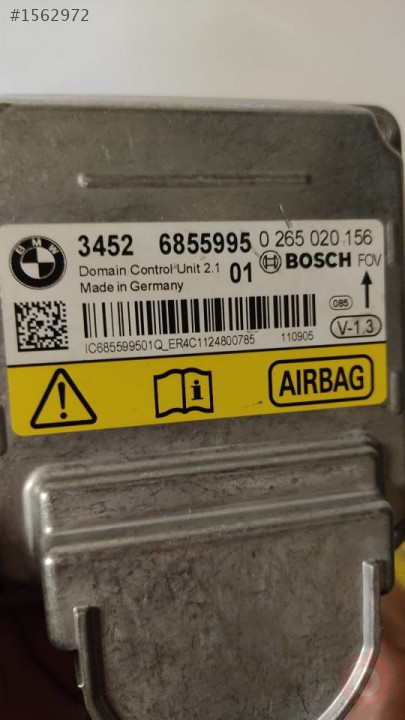 #1562972
BMW
3452 6855995 0 265 020 156
Domain Control Unit 2.1 01 BOSCH FOV
Made in Germany
085
V-1.3
IC685599501Q_ER4C1124800785 110905
AIRBAG